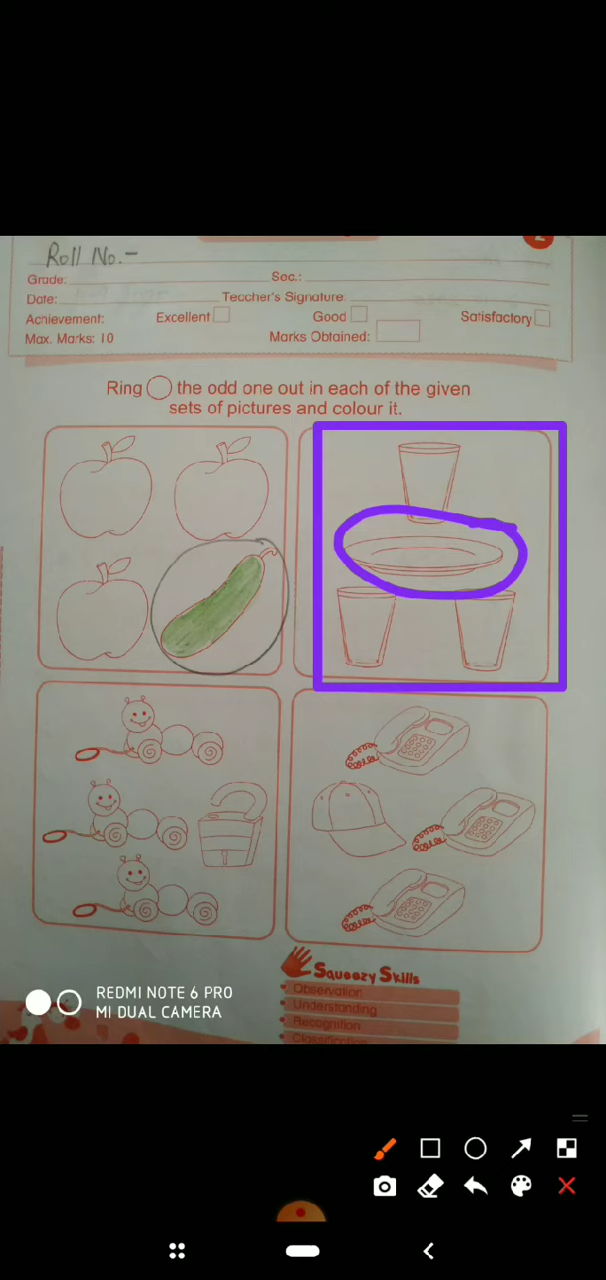 Roll No.-
Grade: Sec.:
Date: Teacher's Signature:
Achievement: Excellent Good Satisfactory
Max. Marks: 10 Marks Obtained:
Ring the odd one out in each of the given
sets of pictures and colour it.
Squeezy Skills
Observation
Understanding
Recognition
Classification
REDMI NOTE 6 PRO
MI DUAL CAMERA